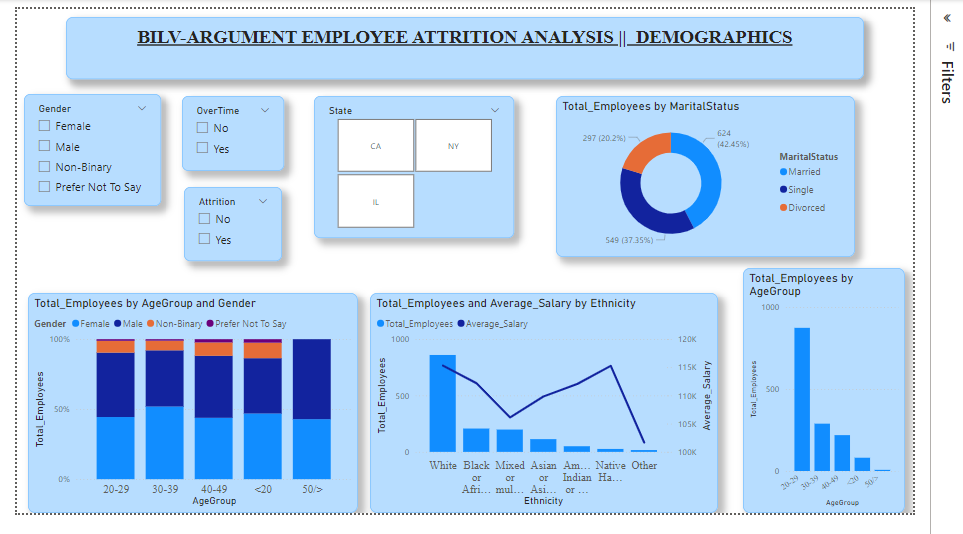 BILV-ARGUMENT EMPLOYEE ATTRITION ANALYSIS || DEMOGRAPHICS
Filters
Gender
Female
Male
Non-Binary
Prefer Not To Say
OverTime
No
Yes
Attrition
No
Yes
State
CA
NY
IL
Total_Employees by MaritalStatus
297 (20.2%)
624
(42.45%)
549 (37.35%)
MaritalStatus
Married
Single
Divorced
Total_Employees by AgeGroup and Gender
Gender Female Male Non-Binary Prefer Not To Say
100%
50%
0%
Total_Employees
20-29 30-39 40-49 <20 50/>
AgeGroup
Total_Employees and Average_Salary by Ethnicity
Total_Employees Average_Salary
1000
500
0
Total_Employees
120K
115K
110K
105K
100K
Average_Salary
White Black Mixed Asian Am... Native Other
or or or Indian Ha...
Afri... mul... Asi... or ...
Ethnicity
Total_Employees by
AgeGroup
1000
500
0
Total_Employees
20-29 30-39 40-49 <20 50/>
AgeGroup